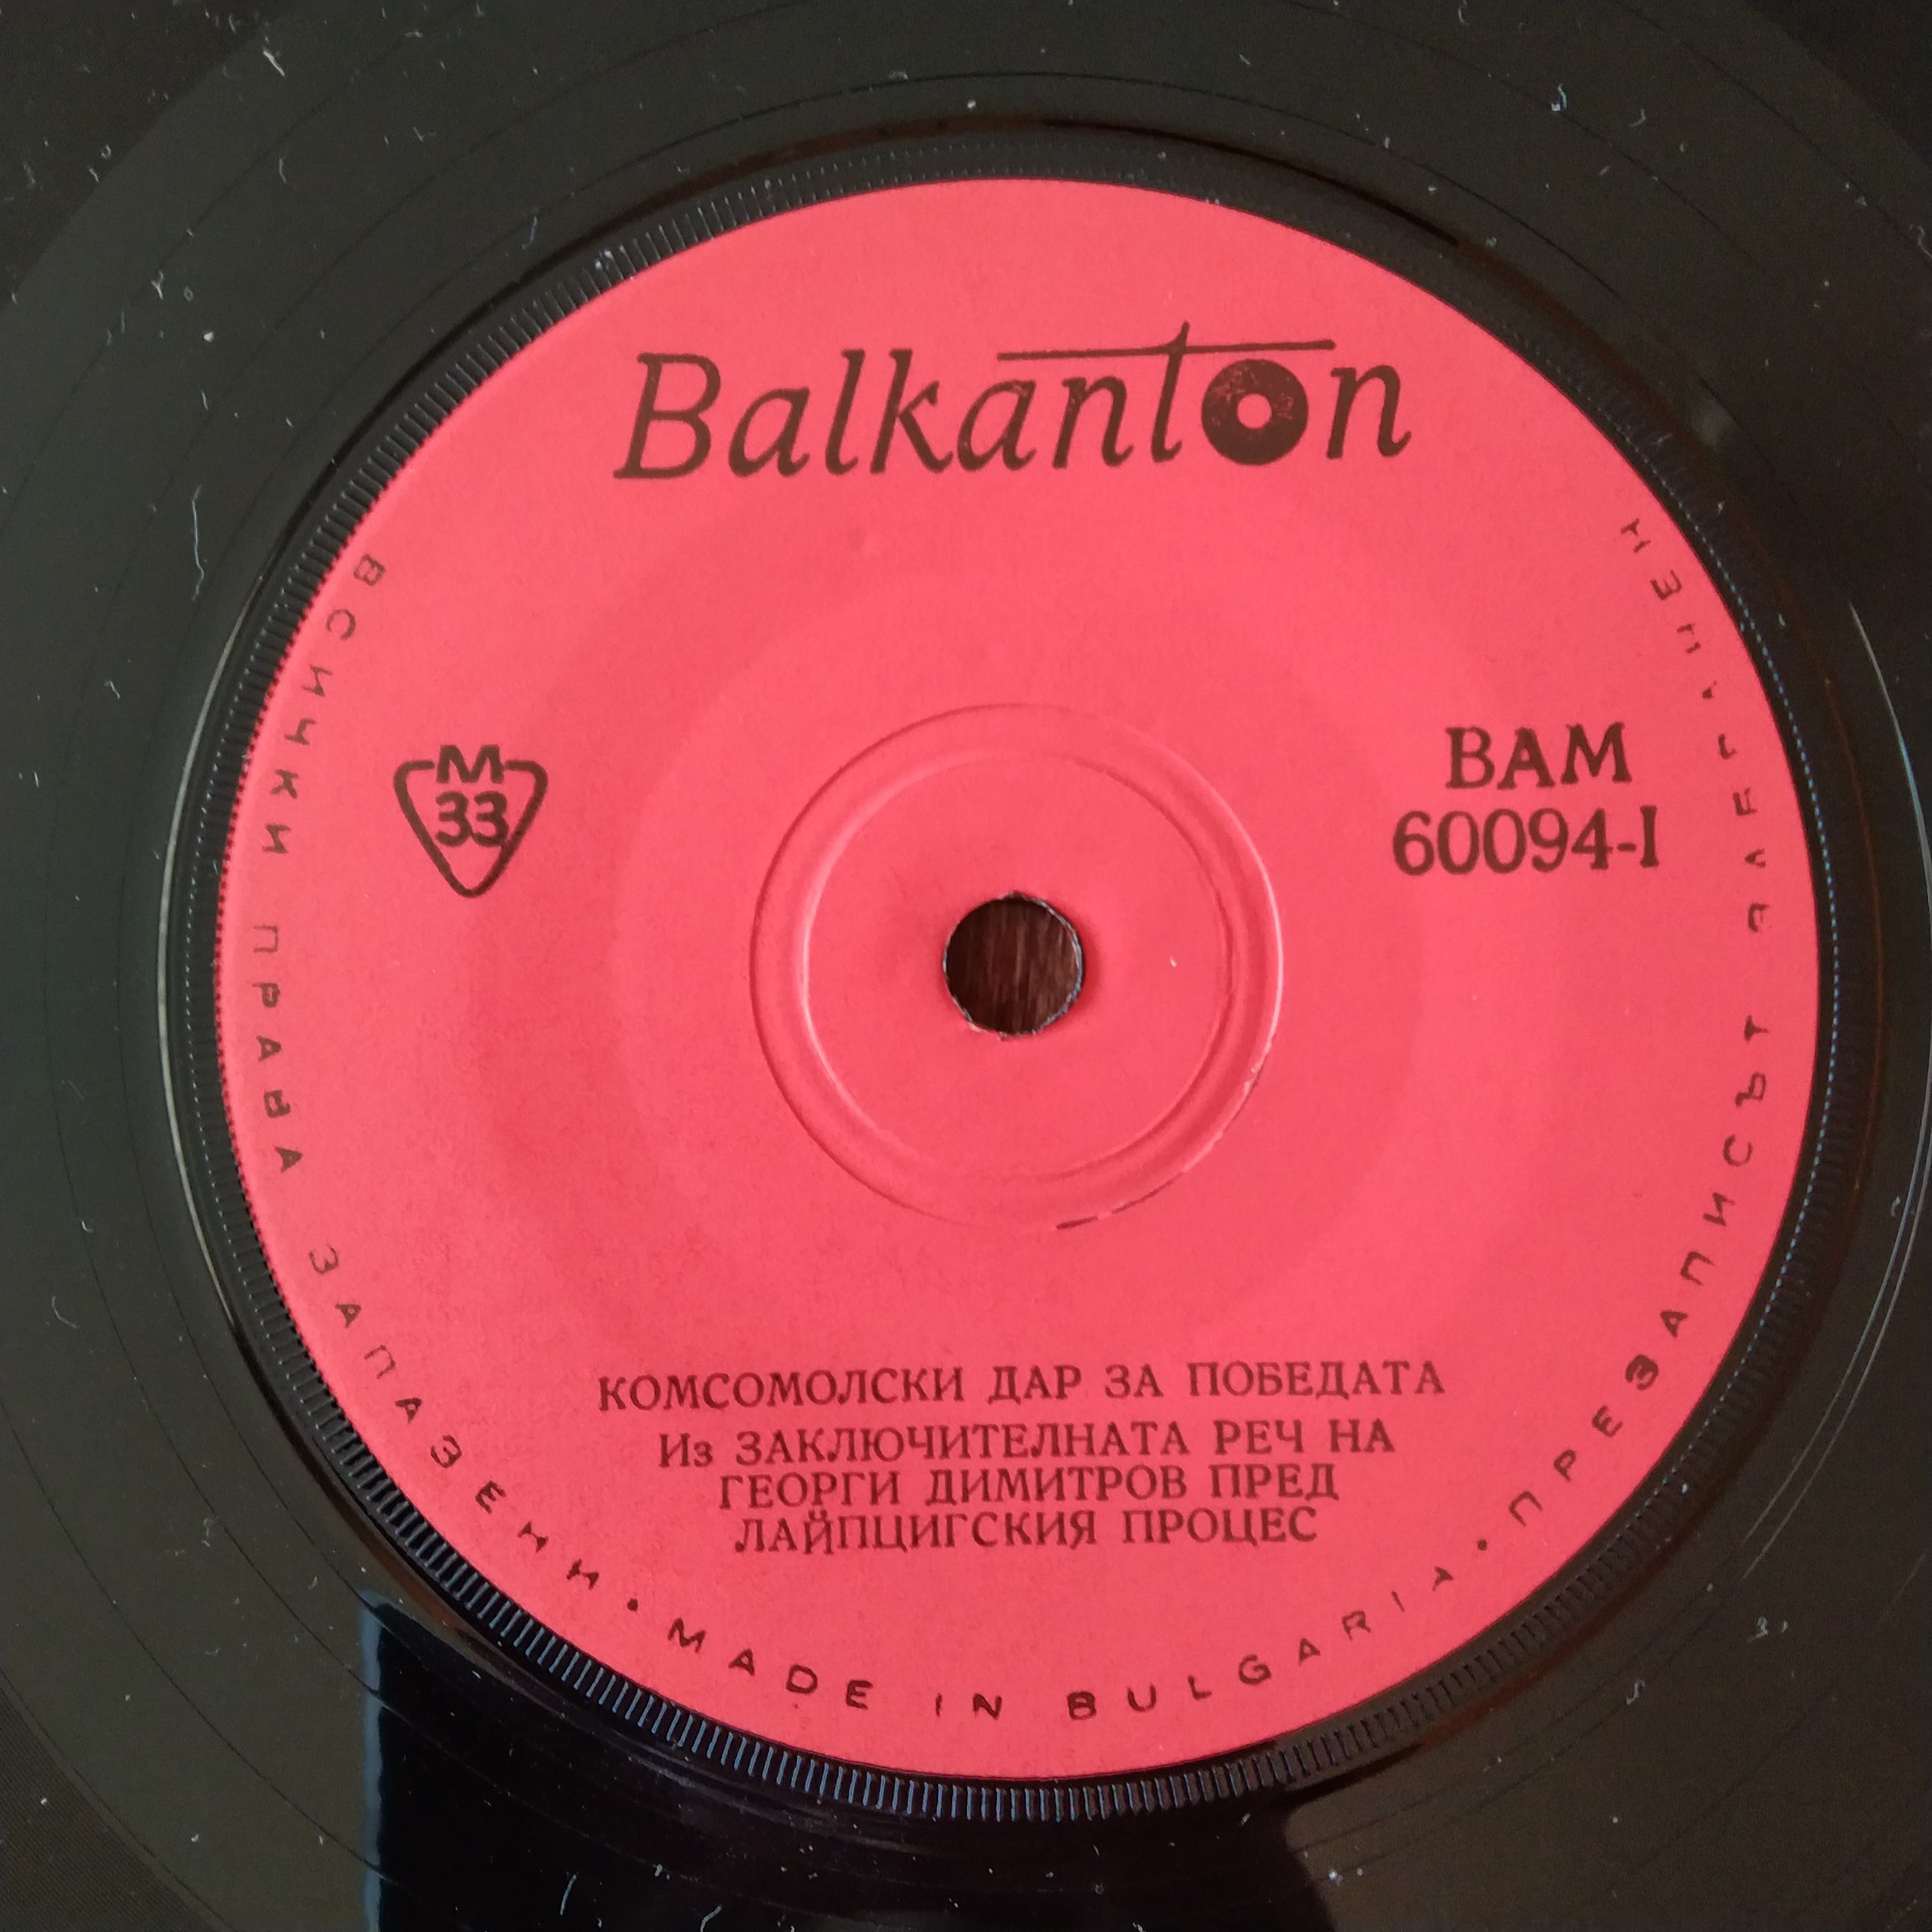 Balkanton
М
33
ВАМ
60094-I
КОМСОМОЛСКИ ДАР ЗА ПОБЕДАТА
Из ЗАКЛЮЧИТЕЛНАТА РЕЧ НА
ГЕОРГИ ДИМИТРОВ ПРЕД
ЛАЙПЦИГСКИЯ ПРОЦЕС
ВСИЧКИ ПРАВА ЗАПАЗЕНИ • MADE IN BULGARIA • ПРЕЗАПИСЪТ ЗАБРАНЕН